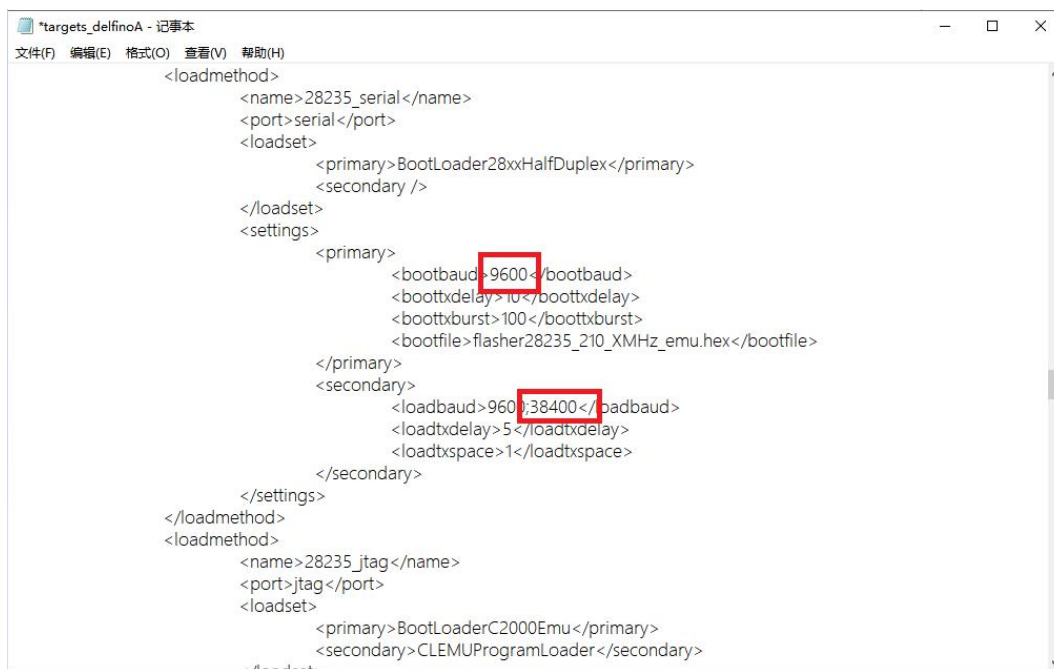 *targets_delfinoA - 记事本
文件(F) 编辑(E) 格式(O) 查看(V) 帮助(H)
<loadmethod>
<name>28235_serial</name>
<port>serial</port>
<loadset>
<primary>BootLoader28xxHalfDuplex</primary>
<secondary />
</loadset>
<settings>
<primary>
<bootbaud>9600</bootbaud>
<boottxdelay>10</boottxdelay>
<boottxburst>100</boottxburst>
<bootfile>flasher28235_210_XMHz_emu.hex</bootfile>
</primary>
<secondary>
<loadbaud>9600;38400</loadbaud>
<loadtxdelay>5</loadtxdelay>
<loadtxspace>1</loadtxspace>
</secondary>
</settings>
</loadmethod>
<loadmethod>
<name>28235_jtag</name>
<port>jtag</port>
<loadset>
<primary>BootLoaderC2000Emu</primary>
<secondary>CLEMUProgramLoader</secondary>